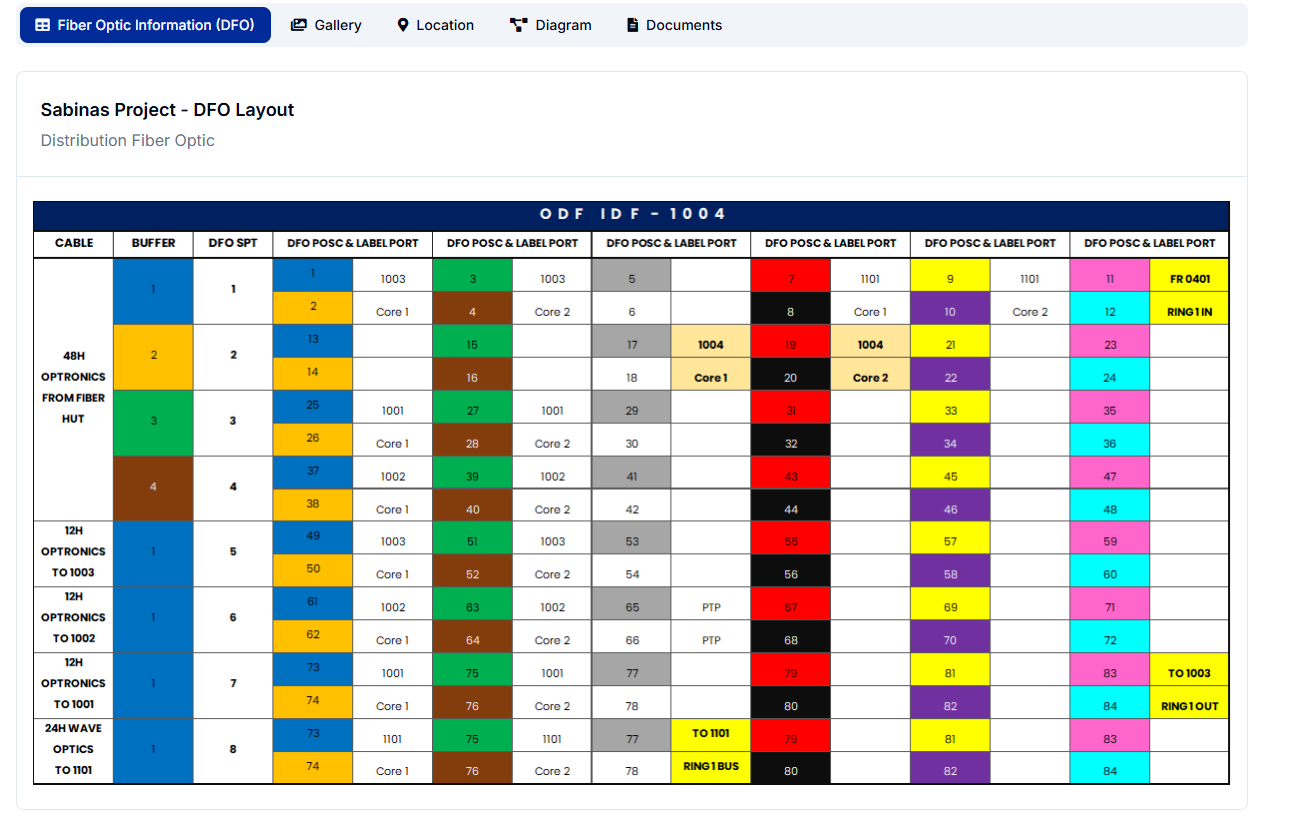 Fiber Optic Information (DFO) Gallery Location Diagram Documents
Sabinas Project - DFO Layout
Distribution Fiber Optic
ODF IDF-1004
CABLE BUFFER DFO SPT DFO POSC & LABEL PORT DFO POSC & LABEL PORT DFO POSC & LABEL PORT DFO POSC & LABEL PORT DFO POSC & LABEL PORT DFO POSC & LABEL PORT
48H
OPTRONICS
FROM FIBER
HUT
1 1 1 1003 3 1003 5 7 1101 9 1101 11 FR 0401
2 Core 1 4 Core 2 6 8 Core 1 10 Core 2 12 RING 1 IN
2 2 13 15 17 1004 19 1004 21 23
14 16 18 Core 1 20 Core 2 22 24
3 3 25 1001 27 1001 29 31 33 35
26 Core 1 28 Core 2 30 32 34 36
4 4 37 1002 39 1002 41 43 45 47
38 Core 1 40 Core 2 42 44 46 48
12H
OPTRONICS
TO 1003
1 5 49 1003 51 1003 53 55 57 59
50 Core 1 52 Core 2 54 56 58 60
12H
OPTRONICS
TO 1002
1 6 61 1002 63 1002 65 PTP 67 69 71
62 Core 1 64 Core 2 66 PTP 68 70 72
12H
OPTRONICS
TO 1001
1 7 73 1001 75 1001 77 79 81 83 TO 1003
74 Core 1 76 Core 2 78 80 82 84 RING 1 OUT
24H WAVE
OPTICS
TO 1101
1 8 73 1101 75 1101 77 TO 1101 79 81 83
74 Core 1 76 Core 2 78 RING 1 BUS 80 82 84